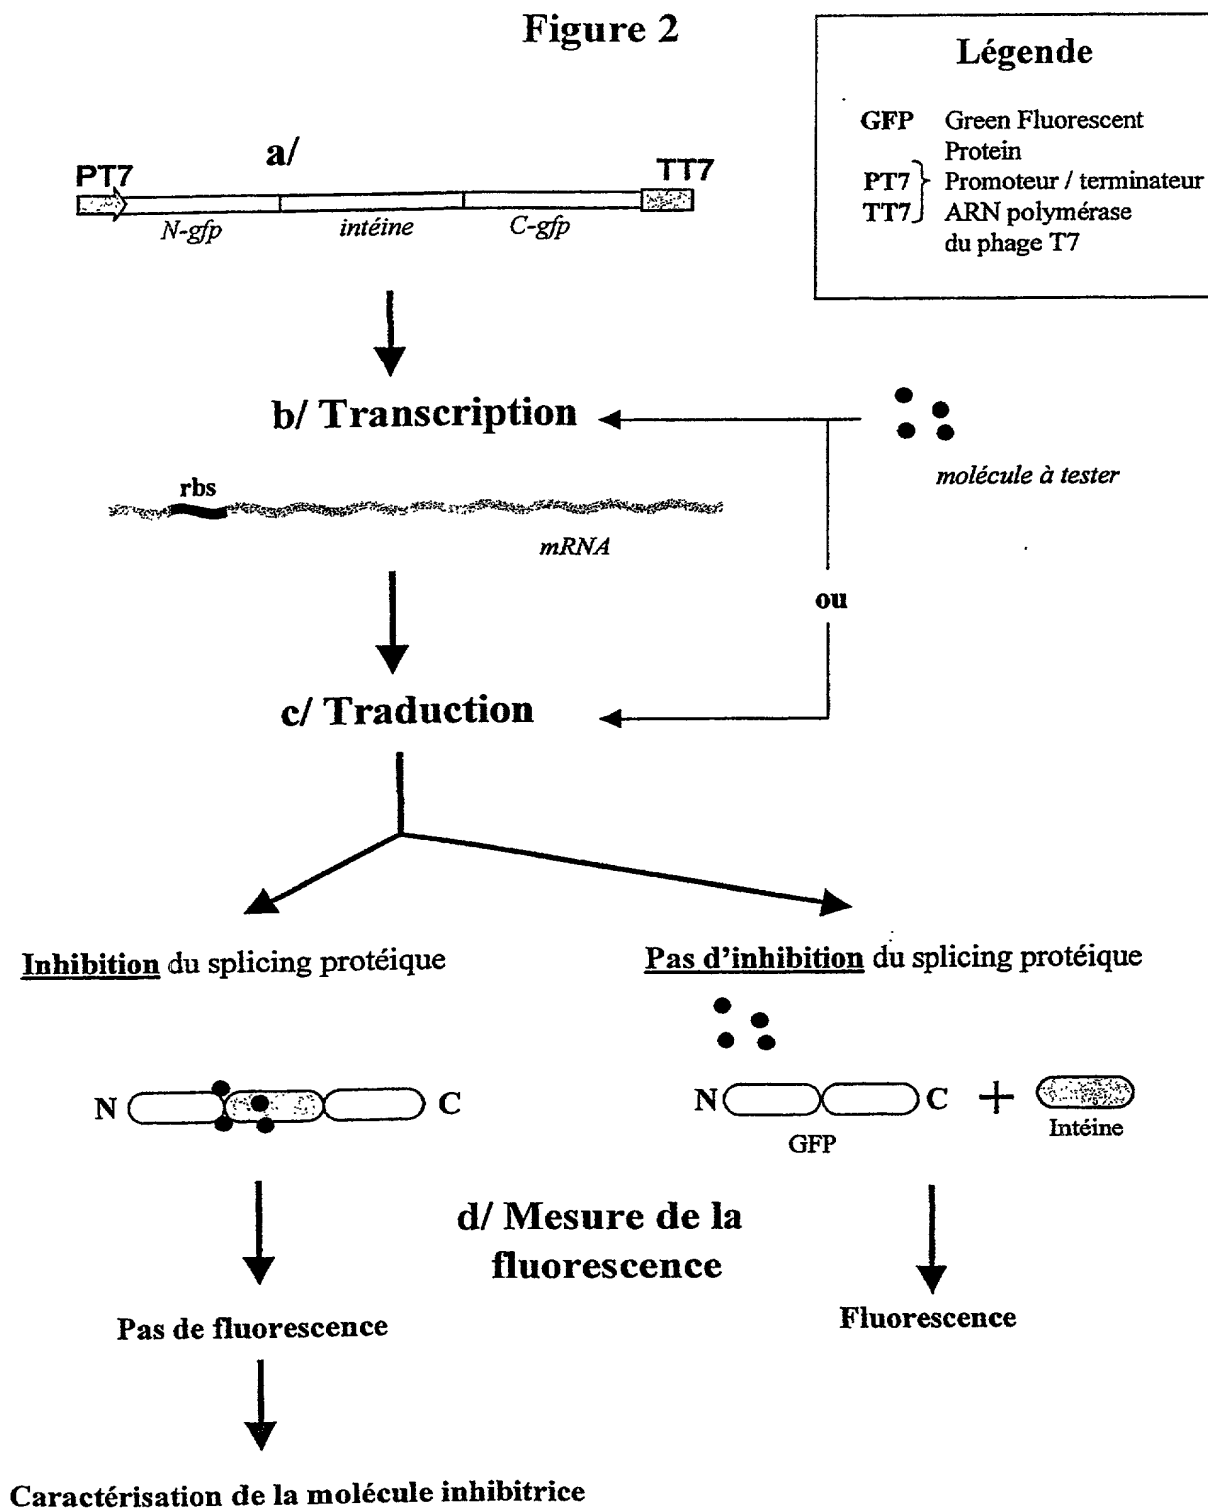 Figure 2
Légende
GFP Green Fluorescent
Protein
PT7 Promoteur / terminateur
TT7 ARN polymérase
du phage T7
a/
PT7 TT7
N-gfp intéine C-gfp
b/ Transcription
molécule à tester
rbs
mRNA
ou
c/ Traduction
Inhibition du splicing protéique
Pas d'inhibition du splicing protéique
N C
N C +
GFP
Intéine
d/ Mesure de la
fluorescence
Pas de fluorescence
Fluorescence
Caractérisation de la molécule inhibitrice